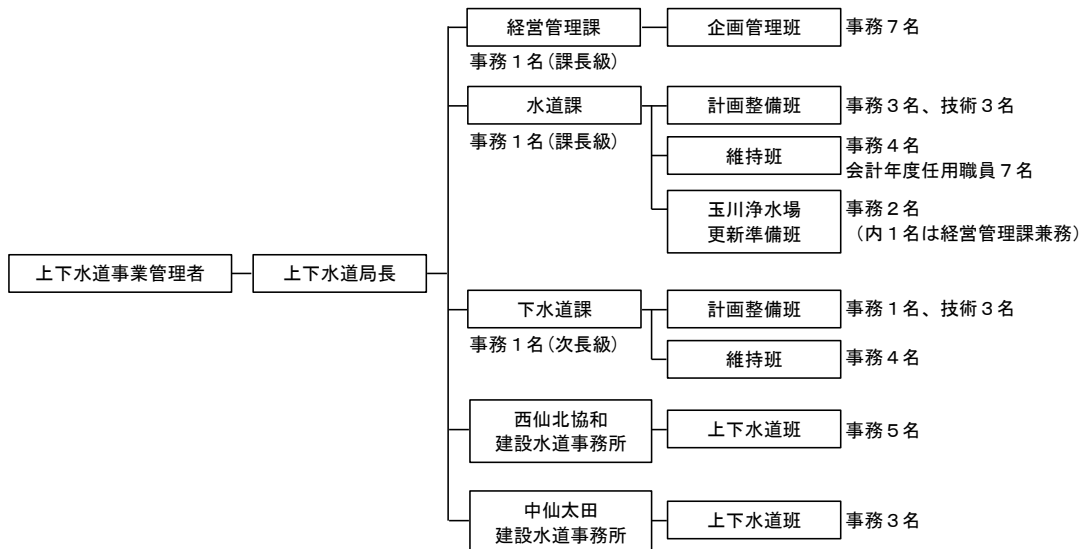 経営管理課
企画管理班
事務７名
事務１名(課長級)
水道課
計画整備班
事務３名、技術３名
事務１名(課長級)
維持班
事務４名
会計年度任用職員７名
玉川浄水場
更新準備班
事務２名
（内１名は経営管理課兼務）
上下水道事業管理者
上下水道局長
下水道課
計画整備班
事務１名、技術３名
事務１名(次長級)
維持班
事務４名
西仙北協和
建設水道事務所
上下水道班
事務５名
中仙太田
建設水道事務所
上下水道班
事務３名